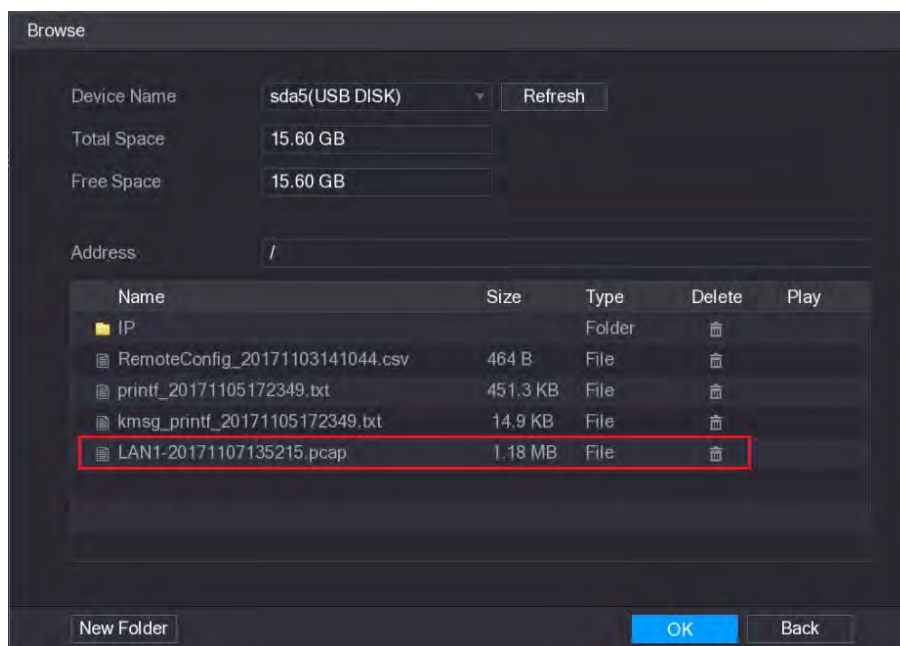 Browse
Device Name sda5(USB DISK) Refresh
Total Space 15.60 GB
Free Space 15.60 GB
Address /
Name Size Type Delete Play
IP Folder
RemoteConfig_20171103141044.csv 464 B File
printf_20171105172349.txt 451.3 KB File
kmsg_printf_20171105172349.txt 14.9 KB File
LAN1-20171107135215.pcap 1.18 MB File
New Folder OK Back